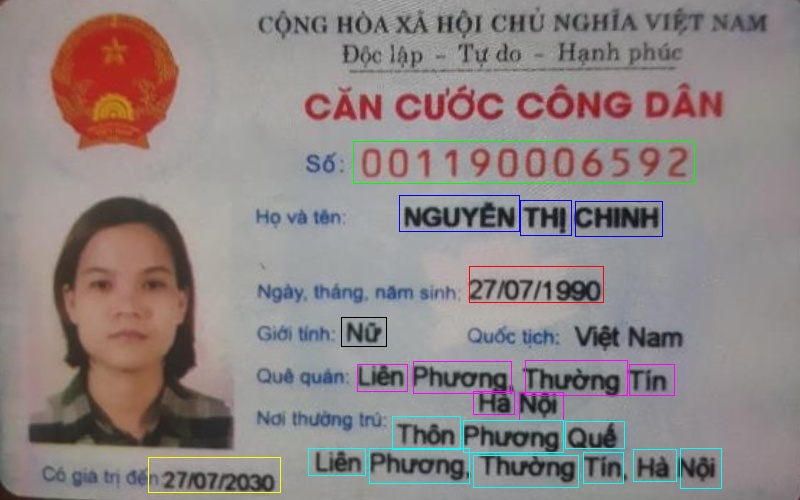 CỘNG HÒA XÃ HỘI CHỦ NGHĨA VIỆT NAM
Độc lập - Tự do - Hạnh phúc
CĂN CƯỚC CÔNG DÂN
Số: 001190006592
Họ và tên: NGUYỄN THỊ CHINH
Ngày, tháng, năm sinh: 27/07/1990
Giới tính: Nữ Quốc tịch: Việt Nam
Quê quán: Liên Phương, Thường Tín
Hà Nội
Nơi thường trú: Thôn Phương Quế
Liên Phương, Thường Tín, Hà Nội
Có giá trị đến 27/07/2030